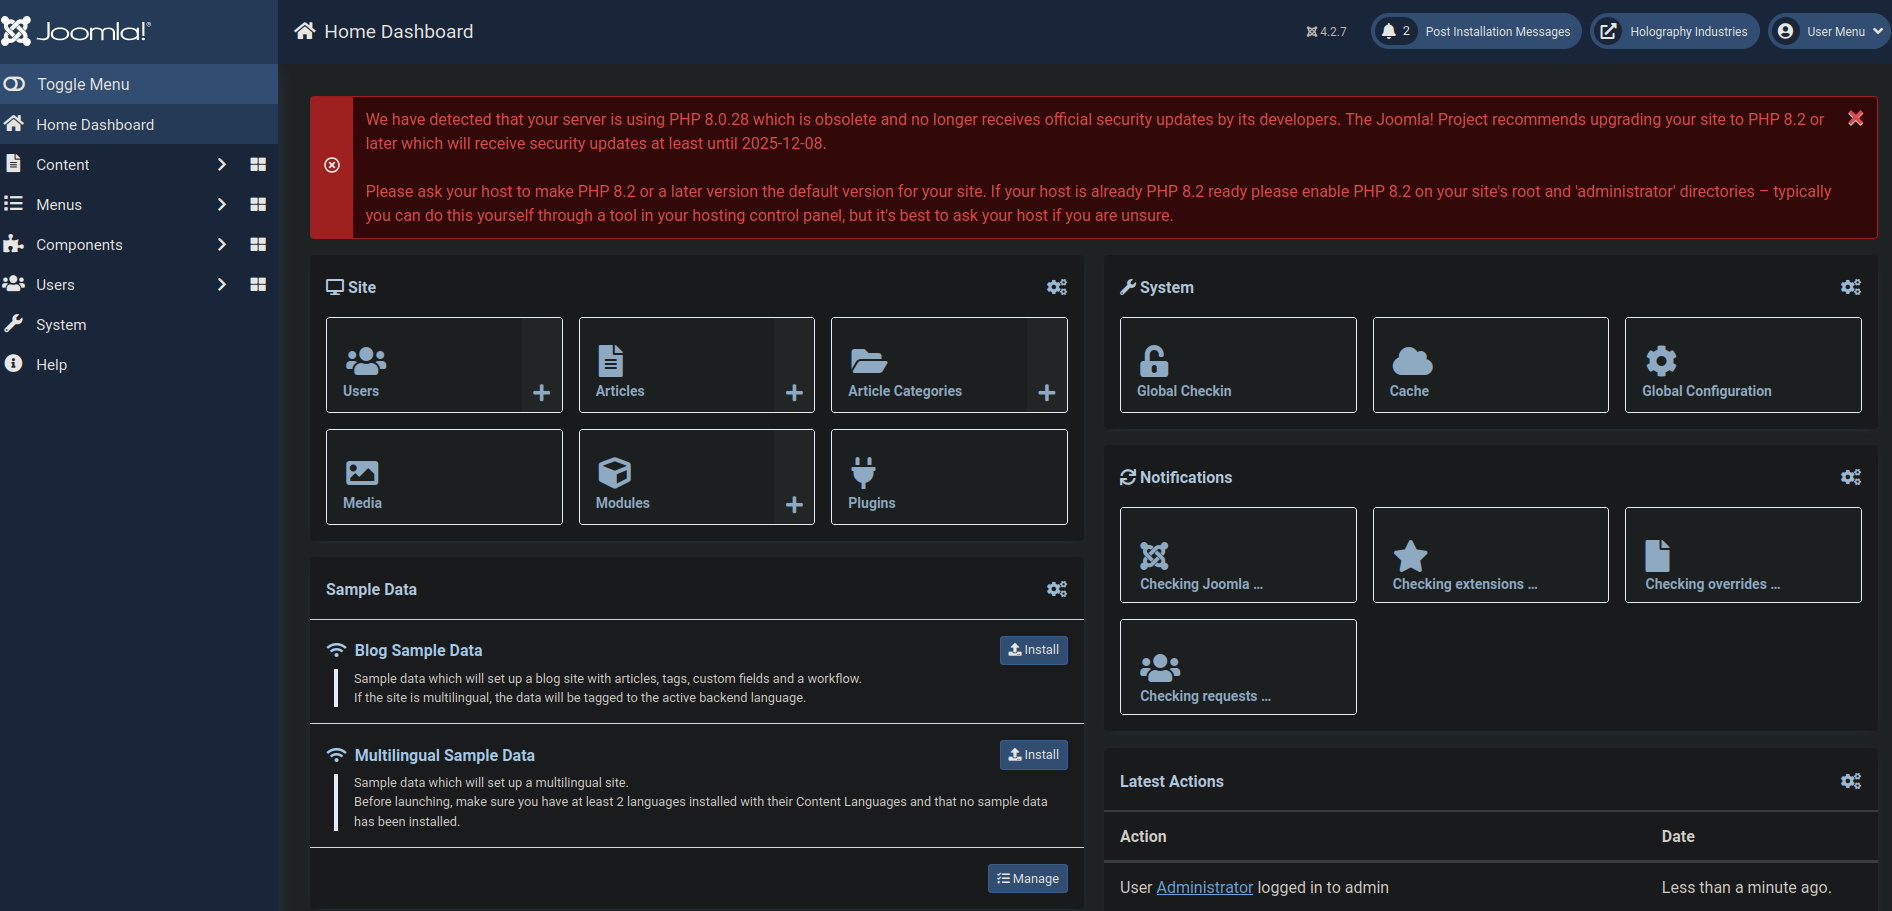 Joomla!®
Home Dashboard
4.2.7
2
Post Installation Messages
Holography Industries
User Menu
Toggle Menu
Home Dashboard
Content
Menus
Components
Users
System
Help
We have detected that your server is using PHP 8.0.28 which is obsolete and no longer receives official security updates by its developers. The Joomla! Project recommends upgrading your site to PHP 8.2 or
later which will receive security updates at least until 2025-12-08.
Please ask your host to make PHP 8.2 or a later version the default version for your site. If your host is already PHP 8.2 ready please enable PHP 8.2 on your site's root and 'administrator' directories – typically
you can do this yourself through a tool in your hosting control panel, but it's best to ask your host if you are unsure.
Site
Users
Articles
Article Categories
Media
Modules
Plugins
Sample Data
Blog Sample Data
Install
Sample data which will set up a blog site with articles, tags, custom fields and a workflow.
If the site is multilingual, the data will be tagged to the active backend language.
Multilingual Sample Data
Install
Sample data which will set up a multilingual site.
Before launching, make sure you have at least 2 languages installed with their Content Languages and that no sample data
has been installed.
Manage
System
Global Checkin
Cache
Global Configuration
Notifications
Checking Joomla ...
Checking extensions ...
Checking overrides ...
Checking requests ...
Latest Actions
Action
Date
User Administrator logged in to admin
Less than a minute ago.